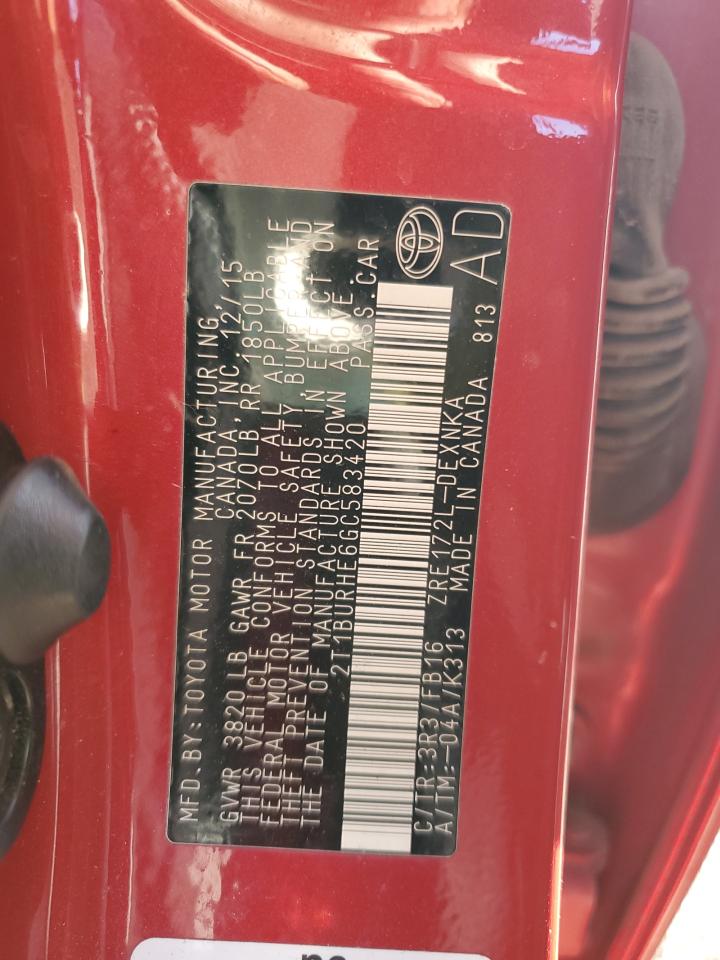 MFD.BY:TOYOTA MOTOR MANUFACTURING
CANADA, INC. 12/15
GVWR 3820LB GAWR FR 2070LB RR 1850LB
THIS VEHICLE CONFORMS TO ALL APPLICABLE
FEDERAL MOTOR VEHICLE SAFETY, BUMPER, AND
THEFT PREVENTION STANDARDS IN EFFECT ON
THE DATE OF MANUFACTURE SHOWN ABOVE.
2T1BURHE6GC583420 PASS.CAR
C/TR:3R3/FB16 ZRE172L-DEXNKA
A/TM:-04A/K313 MADE IN CANADA 813
AD